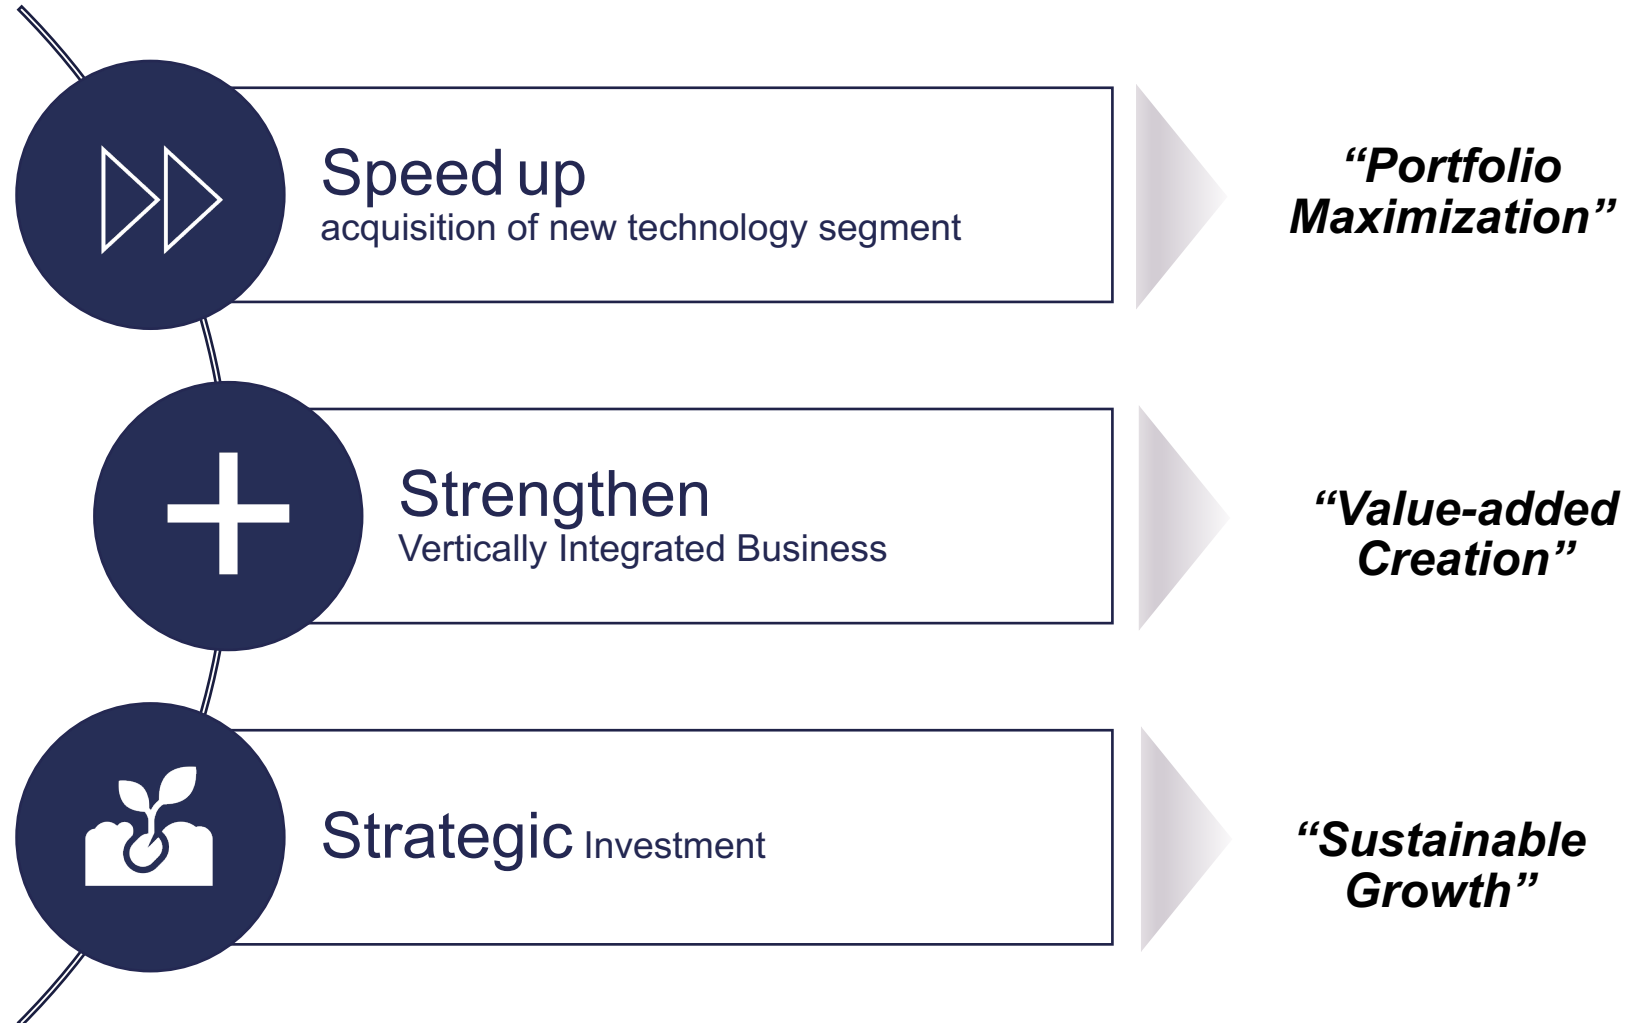 Speed up
acquisition of new technology segment
“Portfolio
Maximization”
Strengthen
Vertically Integrated Business
“Value-added
Creation”
Strategic Investment
“Sustainable
Growth”